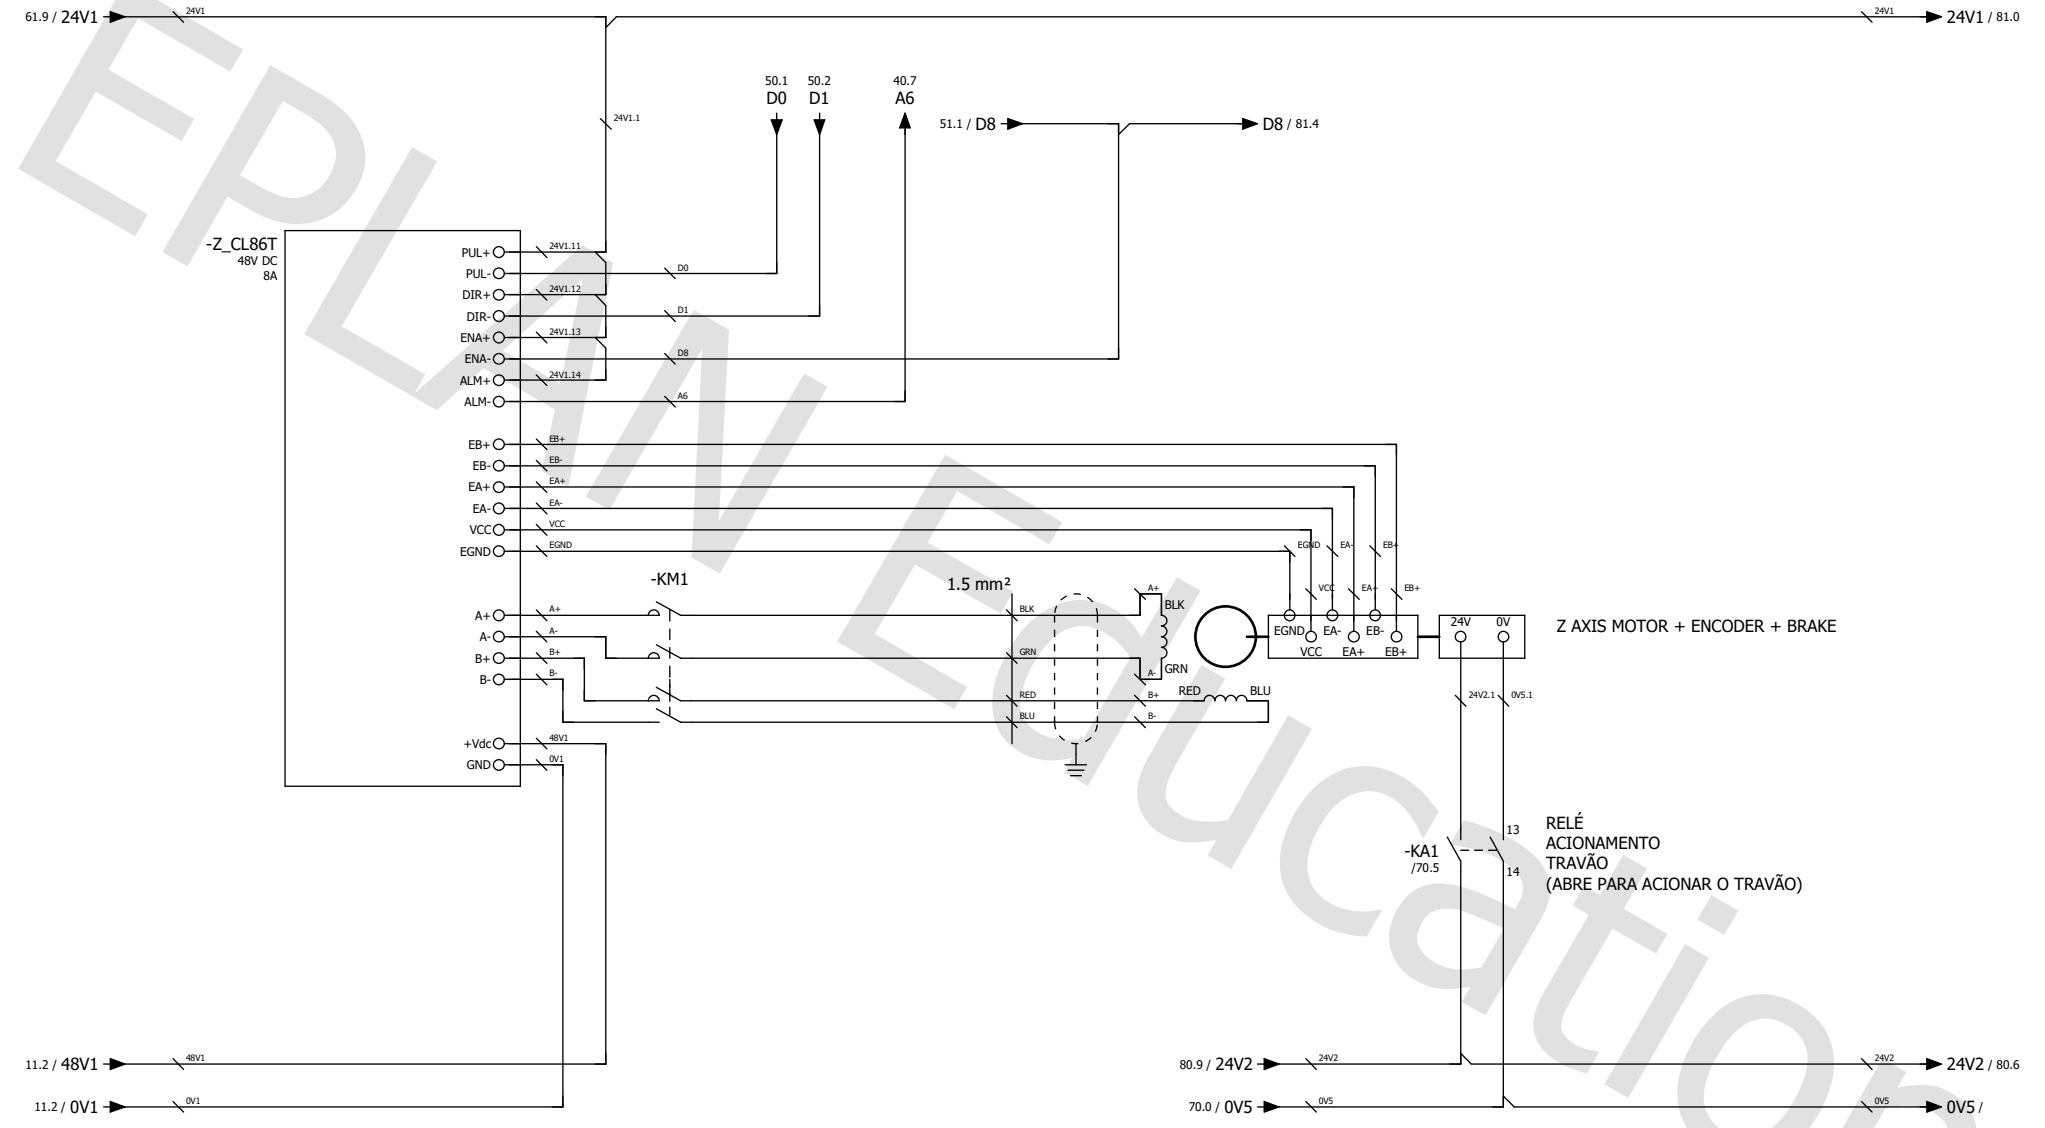 61.9 / 24V1
24V1
24V1
24V1 / 81.0
50.1
D0
50.2
D1
40.7
A6
24V1.1
51.1 / D8
D8 / 81.4
-Z_CL86T
48V DC
8A
PUL+ 24V1.11
PUL- D0
DIR+ 24V1.12
DIR- D1
ENA+ 24V1.13
ENA- D8
ALM+ 24V1.14
ALM- A6
EB+ EB+
EB- EB-
EA+ EA+
EA- EA-
VCC VCC
EGND EGND
EGND EA- EB+
VCC EA+ EB+
-KM1
1.5 mm²
A+ A+
A- A-
B+ B+
B- B-
BLK
GRN
RED
BLU
A+
BLK
GRN
A-
B+
RED BLU
B-
EGND EA- EB-
VCC EA+ EB+
24V 0V
Z AXIS MOTOR + ENCODER + BRAKE
24V2.1 0V5.1
+Vdc 48V1
GND 0V1
-KA1
/70.5
13
14
RELÉ
ACIONAMENTO
TRAVÃO
(ABRE PARA ACIONAR O TRAVÃO)
11.2 / 48V1
48V1
11.2 / 0V1
0V1
80.9 / 24V2
24V2
24V2
24V2 / 80.6
70.0 / 0V5
0V5
0V5
0V5 /
EPLAN Education